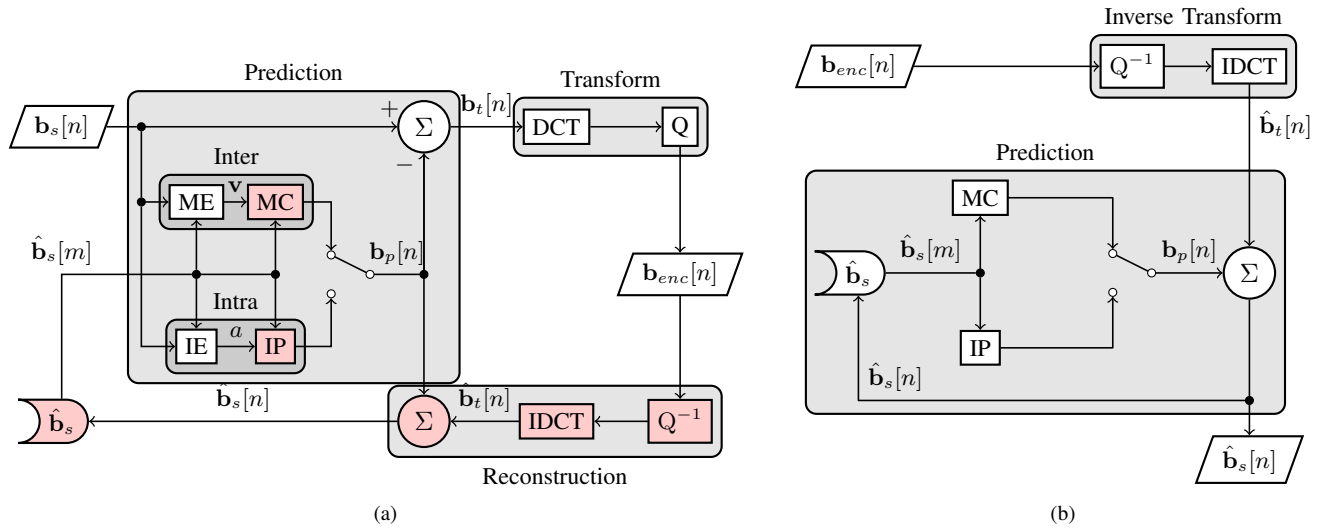 Prediction
Transform
b_s[n]
+
Σ
−
b_t[n]
DCT
Q
Inter
ME
v
MC
b̂_s[m]
b_p[n]
b_enc[n]
Intra
IE
a
IP
b̂_s[n]
b̂_t[n]
b̂_s
Σ
IDCT
Q⁻¹
Reconstruction
(a)
Inverse Transform
b_enc[n]
Q⁻¹
IDCT
b̂_t[n]
Prediction
MC
b̂_s
b̂_s[m]
b_p[n]
Σ
IP
b̂_s[n]
b̂_s[n]
(b)